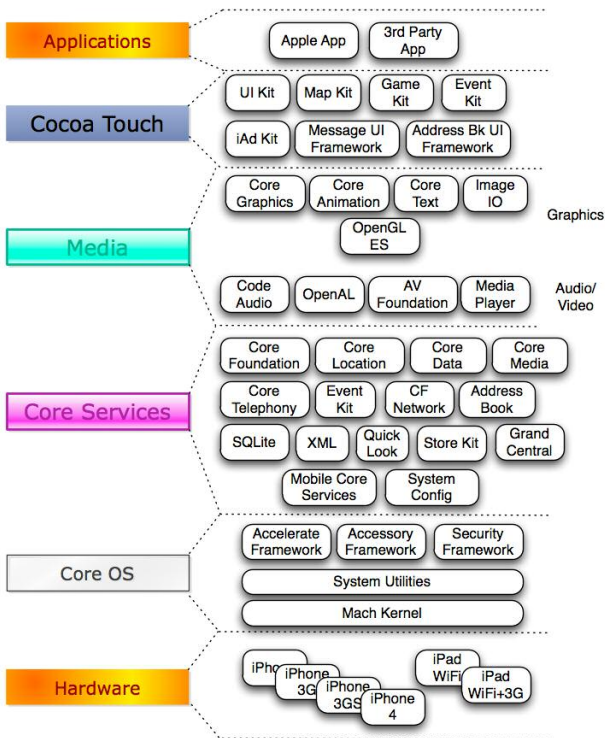 Applications
Apple App
3rd Party
App
Cocoa Touch
UI Kit
Map Kit
Game
Kit
Event
Kit
iAd Kit
Message UI
Framework
Address Bk UI
Framework
Media
Core
Graphics
Core
Animation
Core
Text
Image
IO
OpenGL
ES
Graphics
Code
Audio
OpenAL
AV
Foundation
Media
Player
Audio/
Video
Core Services
Core
Foundation
Core
Location
Core
Data
Core
Media
Core
Telephony
Event
Kit
CF
Network
Address
Book
SQLite
XML
Quick
Look
Store Kit
Grand
Central
Mobile Core
Services
System
Config
Core OS
Accelerate
Framework
Accessory
Framework
Security
Framework
System Utilities
Mach Kernel
Hardware
iPho
iPhone
3G
iPhone
3GS
iPhone
4
iPad
WiFi
iPad
WiFi+3G